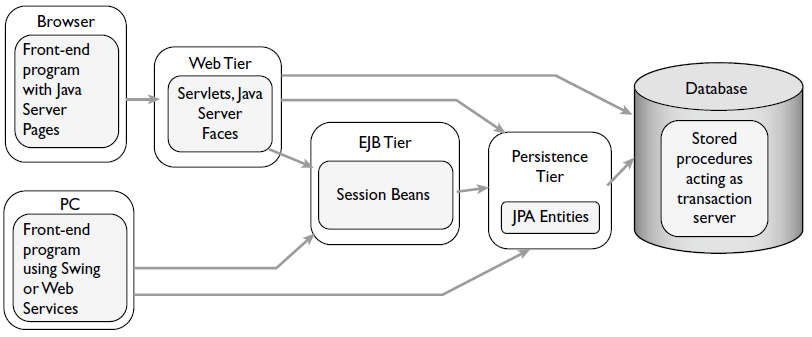 Browser
Front-end
program
with Java
Server
Pages
Web Tier
Servlets, Java
Server
Faces
EJB Tier
Session Beans
Persistence
Tier
JPA Entities
Database
Stored
procedures
acting as
transaction
server
PC
Front-end
program
using Swing
or Web
Services